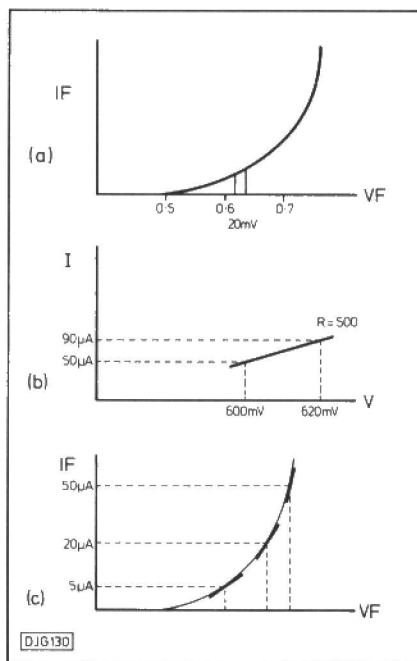 IF
(a)
0·5 0·6 0·7 VF
20mV
I
R = 500
90µA
50µA
(b)
600mV 620mV V
IF
50µA
20µA
5µA
(c)
VF
DJG130